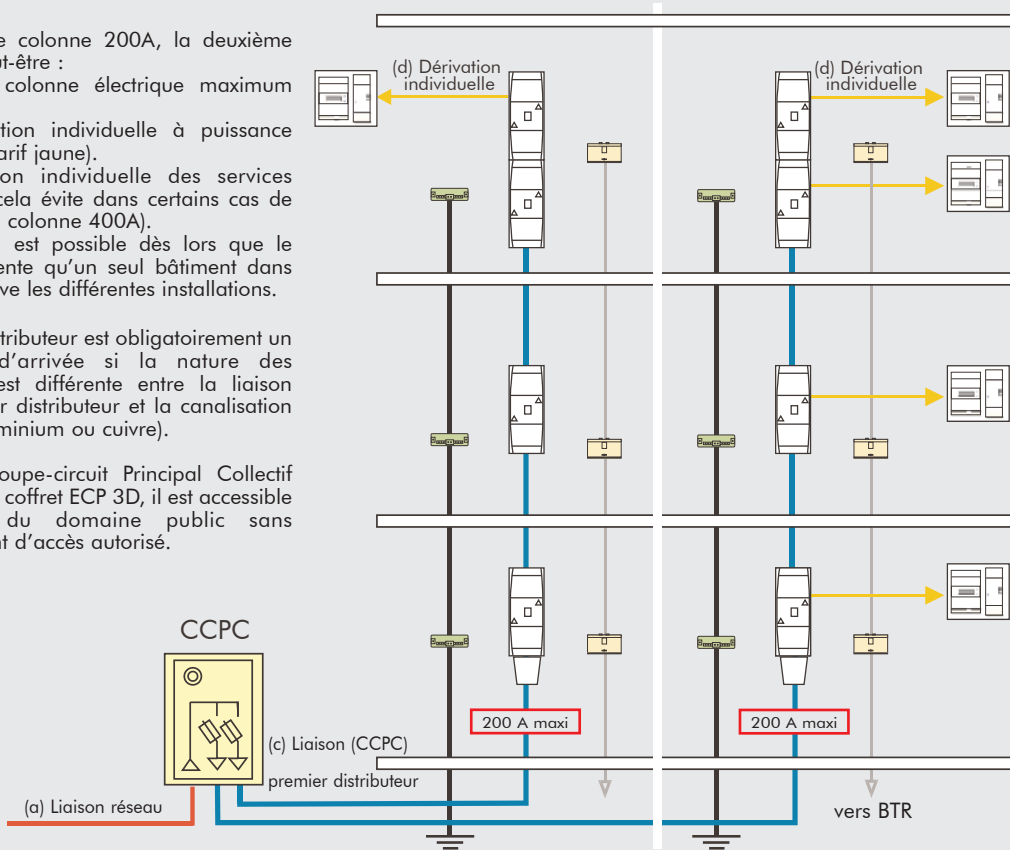 e colonne 200A, la deuxième
ut-être :
colonne électrique maximum
tion individuelle à puissance
arif jaune).
on individuelle des services
cela évite dans certains cas de
colonne 400A).
est possible dès lors que le
ente qu'un seul bâtiment dans
ve les différentes installations.
tributeur est obligatoirement un
d'arrivée si la nature des
est différente entre la liaison
r distributeur et la canalisation
minium ou cuivre).
oupe-circuit Principal Collectif
coffret ECP 3D, il est accessible
du domaine public sans
nt d'accès autorisé.
(d) Dérivation
individuelle
(d) Dérivation
individuelle
CCPC
200 A maxi
200 A maxi
(c) Liaison (CCPC)
premier distributeur
(a) Liaison réseau
vers BTR